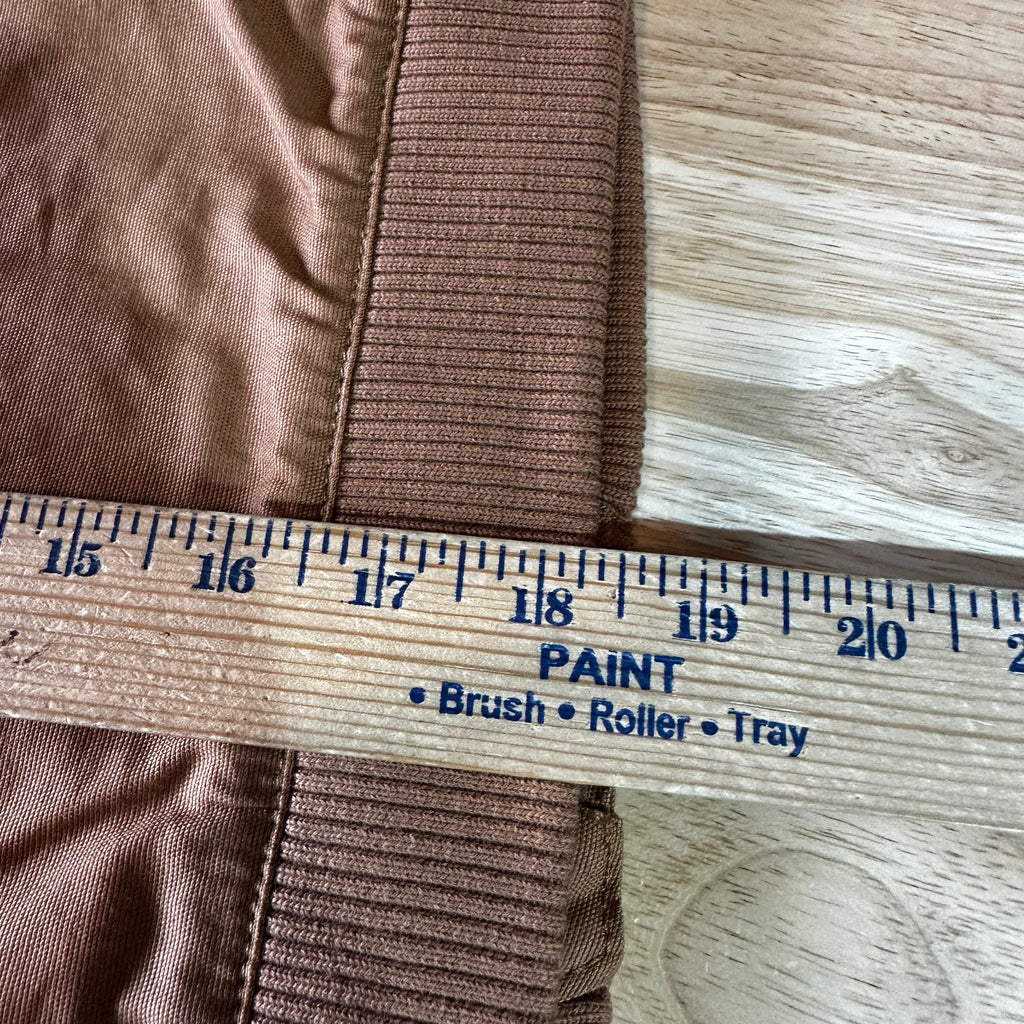 15 16 17 18 19 20
PAINT
• Brush • Roller • Tray